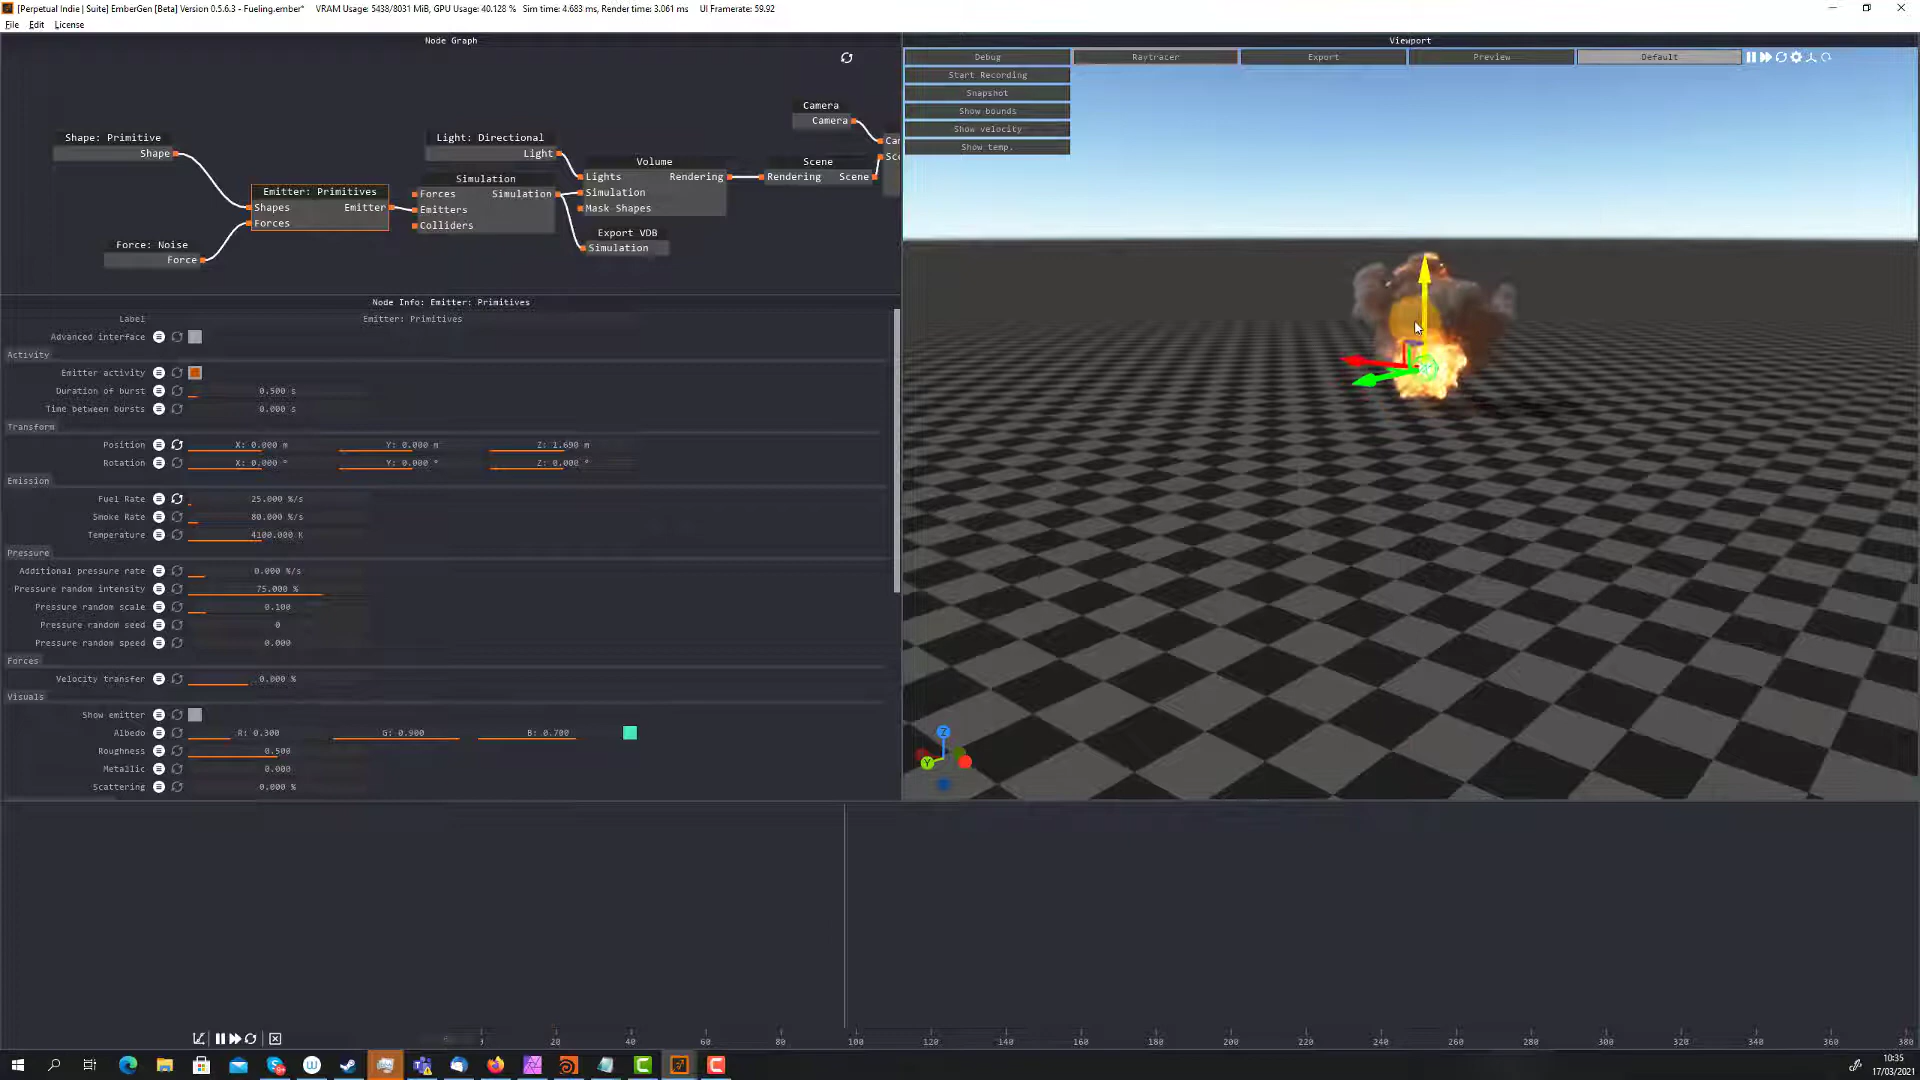 [Perpetual Indie | Suite] EmberGen [Beta] Version 0.5.6.3 - Fueling.ember* VRAM Usage: 5438/8031 MiB, GPU Usage: 40.128 % Sim time: 4.683 ms, Render time: 3.061 ms UI Framerate: 59.92
File Edit License
Node Graph
Viewport
Debug Raytracer Export Preview Default
Start Recording
Snapshot
Show bounds
Show velocity
Show temp.
Camera
Camera
Shape: Primitive
Shape
Light: Directional
Light
Volume
Lights Rendering
Simulation
Mask Shapes
Scene
Rendering Scene
Simulation
Forces Simulation
Emitters
Colliders
Emitter: Primitives
Shapes Emitter
Forces
Export VDB
Simulation
Force: Noise
Force
Node Info: Emitter: Primitives
Label Emitter: Primitives
Advanced interface
Activity
Emitter activity
Duration of burst 0.500 s
Time between bursts 0.000 s
Transform
Position X: 0.000 m Y: 0.000 m Z: 1.690 m
Rotation X: 0.000 ° Y: 0.000 ° Z: 0.000 °
Emission
Fuel Rate 25.000 %/s
Smoke Rate 80.000 %/s
Temperature 4100.000 K
Pressure
Additional pressure rate 0.000 %/s
Pressure random intensity 75.000 %
Pressure random scale 0.100
Pressure random seed 0
Pressure random speed 0.000
Forces
Velocity transfer 0.000 %
Visuals
Show emitter
Albedo R: 0.300 G: 0.900 B: 0.700
Roughness 0.500
Metallic 0.000
Scattering 0.000 %
Z
Y
20 40 60 80 100 120 140 160 180 200 220 240 260 280 300 320 340 360 380
10:35
17/03/2021